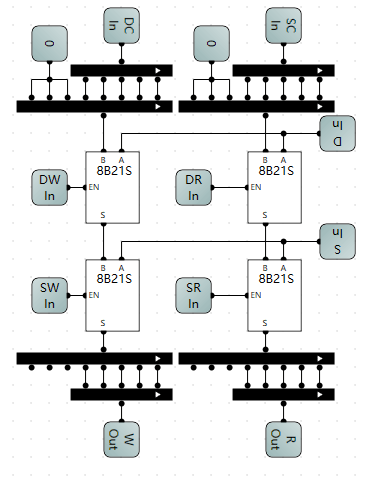 0
DC
In
0
SC
In
D
In
B A
8B21S
EN
S
B A
8B21S
EN
S
DW
In
DR
In
S
In
B A
8B21S
EN
S
B A
8B21S
EN
S
SW
In
SR
In
W
Out
R
Out